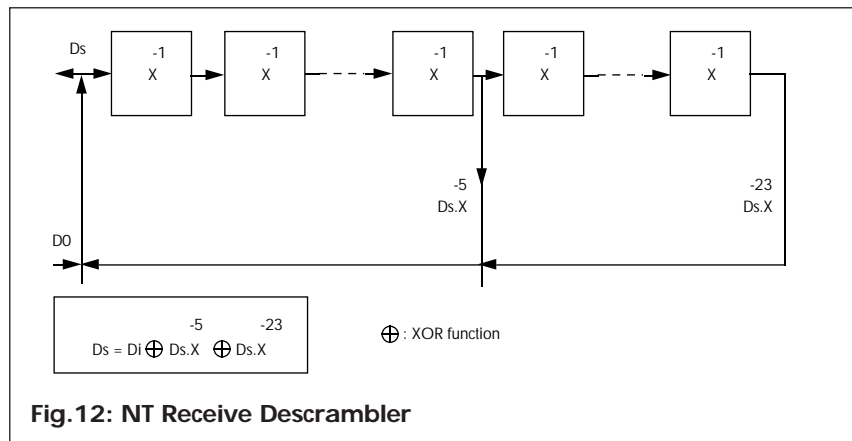 Ds
-1 -1 -1 -1 -1
X X X X X
-5 -23
Ds.X Ds.X
D0
-5 -23
Ds = Di ⊕ Ds.X ⊕ Ds.X
⊕ : XOR function
Fig.12: NT Receive Descrambler